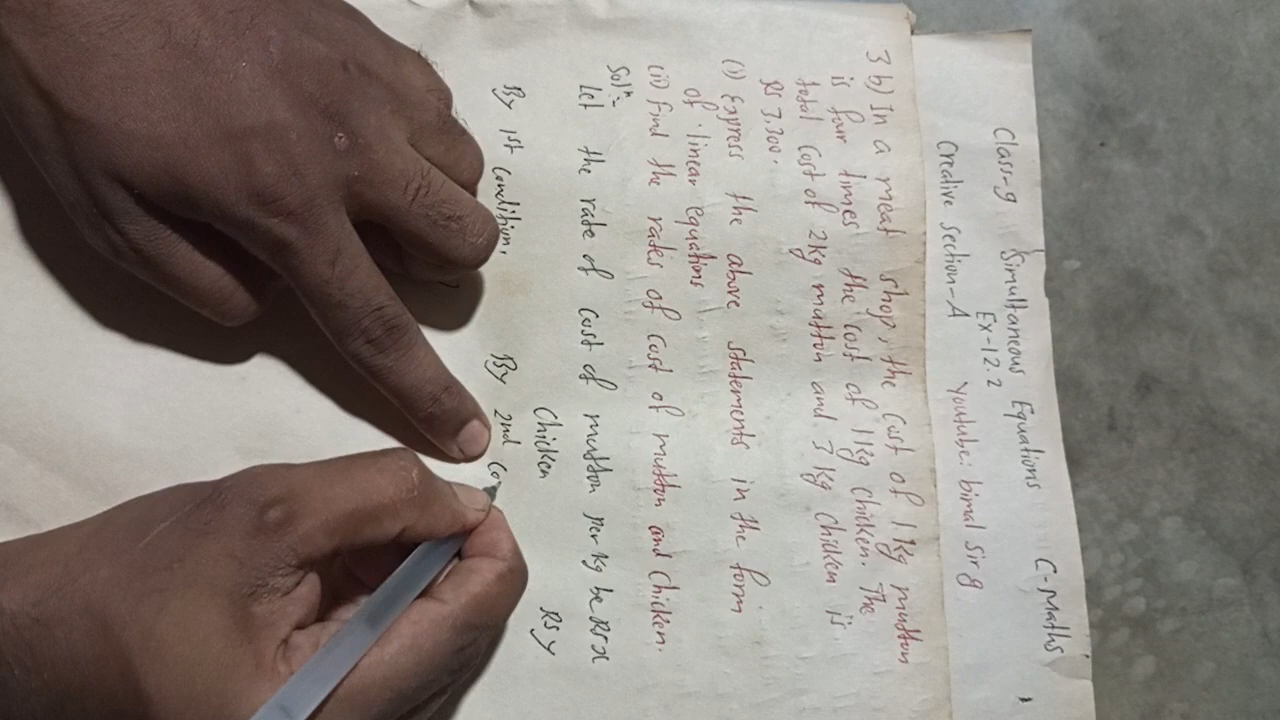 Class-9 Simultaneous Equations C-Maths
Ex-12.2
Creative Section-A Youtube: bimal sir g
3 b) In a meat shop, the cost of 1 kg mutton
is four times the cost of 1 kg chicken. The
total cost of 2 kg mutton and 3 kg chicken is
Rs 3,300.
(i) Express the above statements in the form
of linear equations
(ii) Find the rates of cost of mutton and chicken.
Solⁿ:-
Let the rate of cost of mutton per kg be Rs x
Chicken Rs y
By 1st condition, By 2nd co